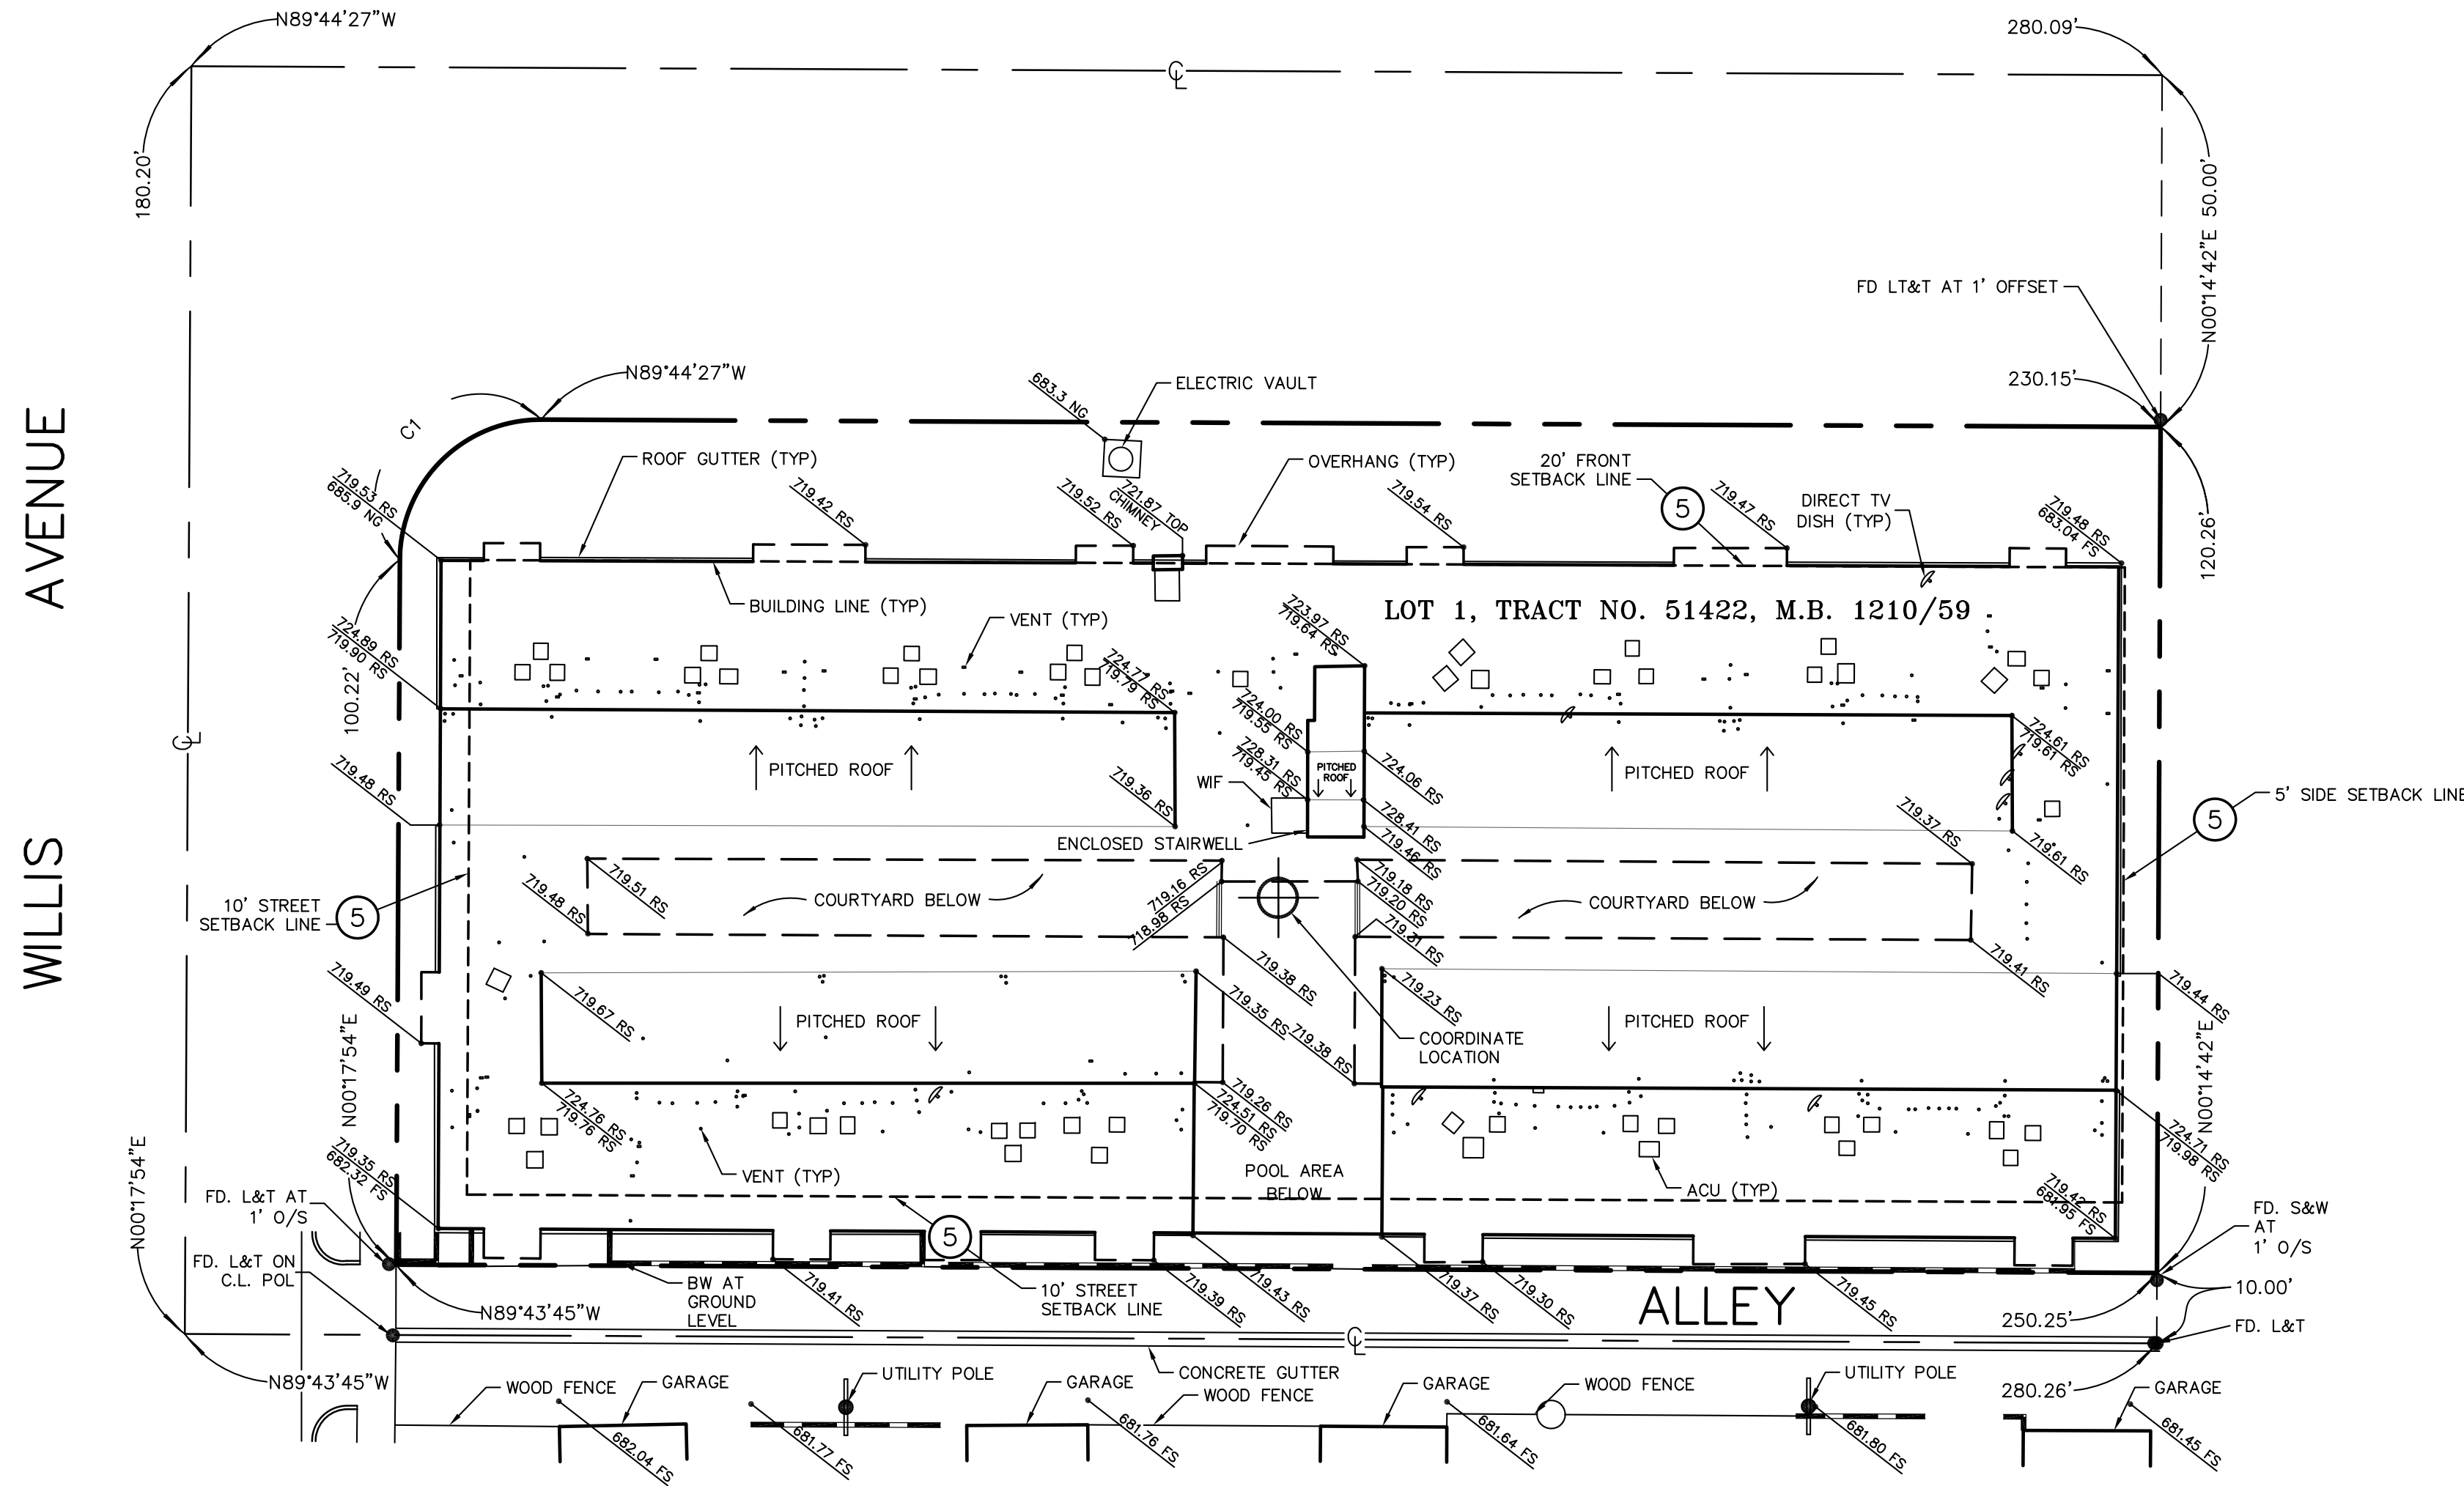 N89°44'27"W
280.09'
180.20'
N00°14'42"E 50.00'
FD LT&T AT 1' OFFSET
N89°44'27"W
230.15'
683.3 NG
ELECTRIC VAULT
C1
ROOF GUTTER (TYP)
OVERHANG (TYP)
20' FRONT
SETBACK LINE
5
DIRECT TV
DISH (TYP)
120.26'
719.53 RS
685.9 NG
719.42 RS
719.52 RS
721.87 TOP
CHIMNEY
719.54 RS
719.47 RS
719.48 RS
683.04 FS
AVENUE
BUILDING LINE (TYP)
VENT (TYP)
LOT 1, TRACT NO. 51422, M.B. 1210/59
723.97 RS
719.64 RS
724.89 RS
719.90 RS
100.22'
724.77 RS
719.79 RS
724.00 RS
719.55 RS
724.61 RS
719.61 RS
728.31 RS
719.45 RS
℄
℄
PITCHED ROOF
PITCHED
ROOF
PITCHED ROOF
724.06 RS
719.48 RS
719.36 RS
WIF
728.41 RS
719.37 RS
5
5' SIDE SETBACK LINE
ENCLOSED STAIRWELL
719.46 RS
719.61 RS
WILLIS
10' STREET
SETBACK LINE
5
719.48 RS
719.51 RS
COURTYARD BELOW
719.16 RS
718.98 RS
719.18 RS
719.20 RS
719.31 RS
COURTYARD BELOW
719.49 RS
719.38 RS
719.41 RS
719.44 RS
719.67 RS
PITCHED ROOF
719.35 RS
719.38 RS
719.23 RS
PITCHED ROOF
COORDINATE
LOCATION
N00°17'54"E
N00°14'42"E
724.76 RS
719.76 RS
719.26 RS
724.51 RS
719.70 RS
724.71 RS
719.98 RS
719.35 RS
682.32 FS
VENT (TYP)
POOL AREA
BELOW
ACU (TYP)
719.42 RS
681.95 FS
N00°17'54"E
FD. L&T AT
1' O/S
FD. S&W
AT
1' O/S
5
FD. L&T ON
C.L. POL
BW AT
GROUND
LEVEL
10' STREET
SETBACK LINE
719.41 RS
719.39 RS
719.43 RS
719.37 RS
719.30 RS
719.45 RS
ALLEY
N89°43'45"W
10.00'
250.25'
FD. L&T
℄
N89°43'45"W
WOOD FENCE
GARAGE
UTILITY POLE
GARAGE
CONCRETE GUTTER
WOOD FENCE
GARAGE
WOOD FENCE
UTILITY POLE
280.26'
GARAGE
682.04 FS
681.77 FS
681.76 FS
681.64 FS
681.80 FS
681.45 FS
℄